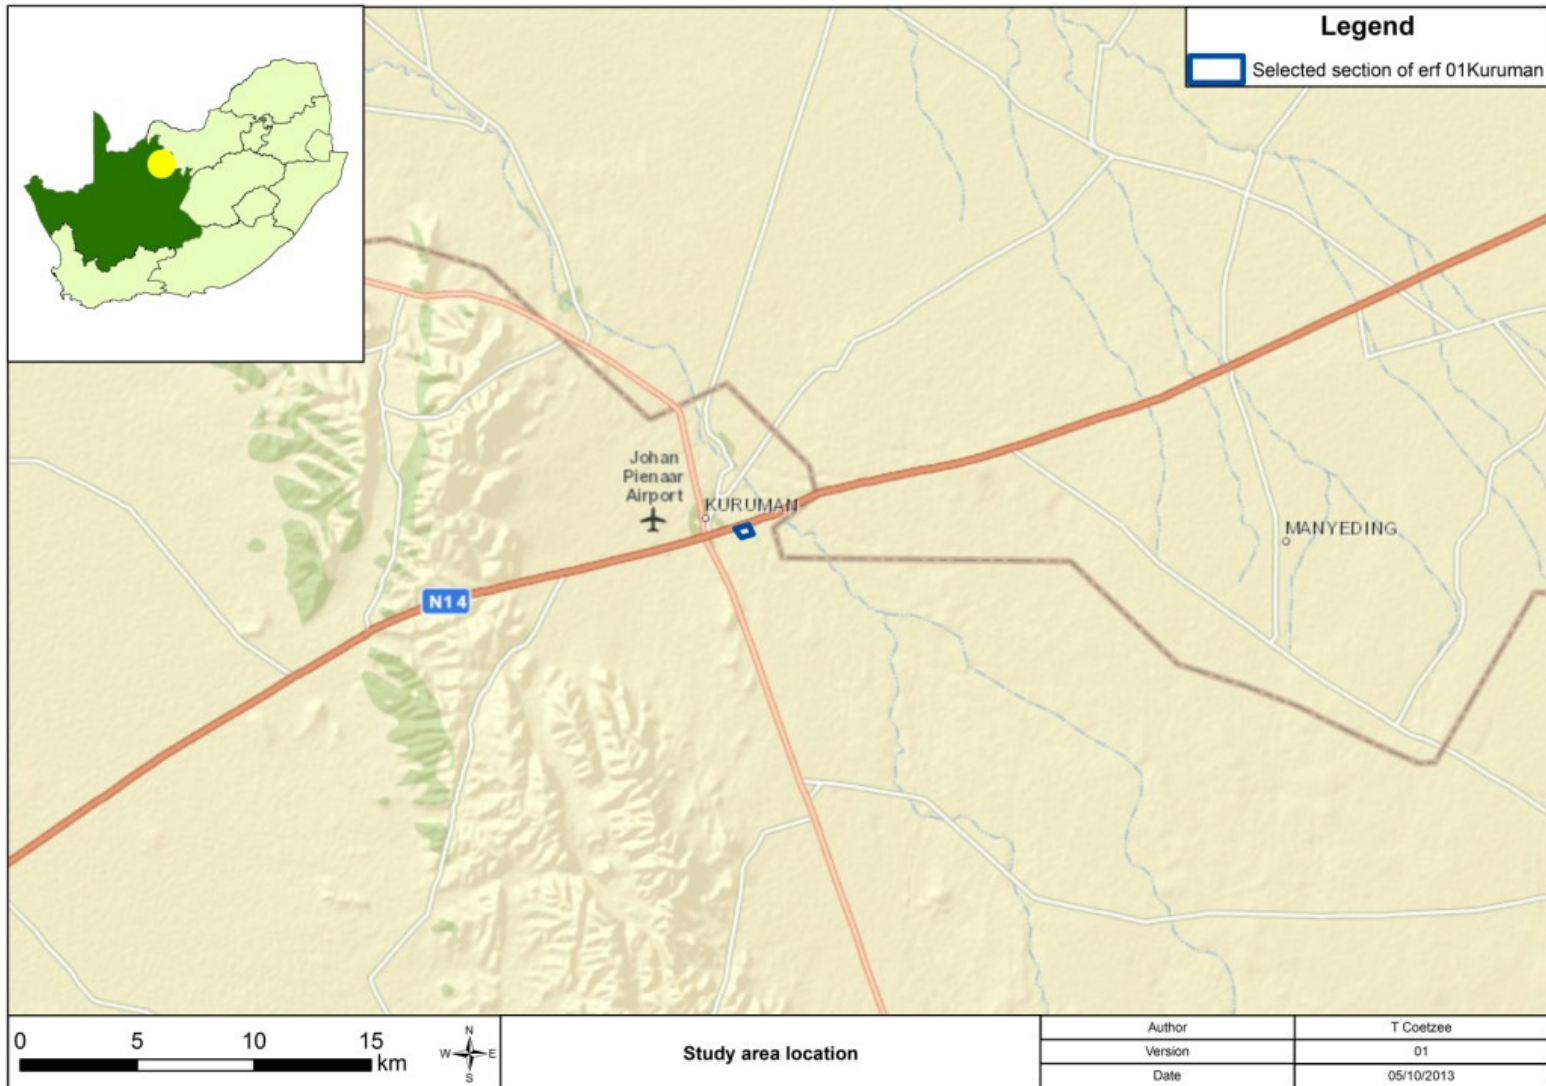 Legend
Selected section of erf 01Kuruman
Johan
Pienaar
Airport
KURUMAN
MANYEDING
N14
0 5 10 15
km
N
W E
S
Study area location
Author T Coetzee
Version 01
Date 05/10/2013